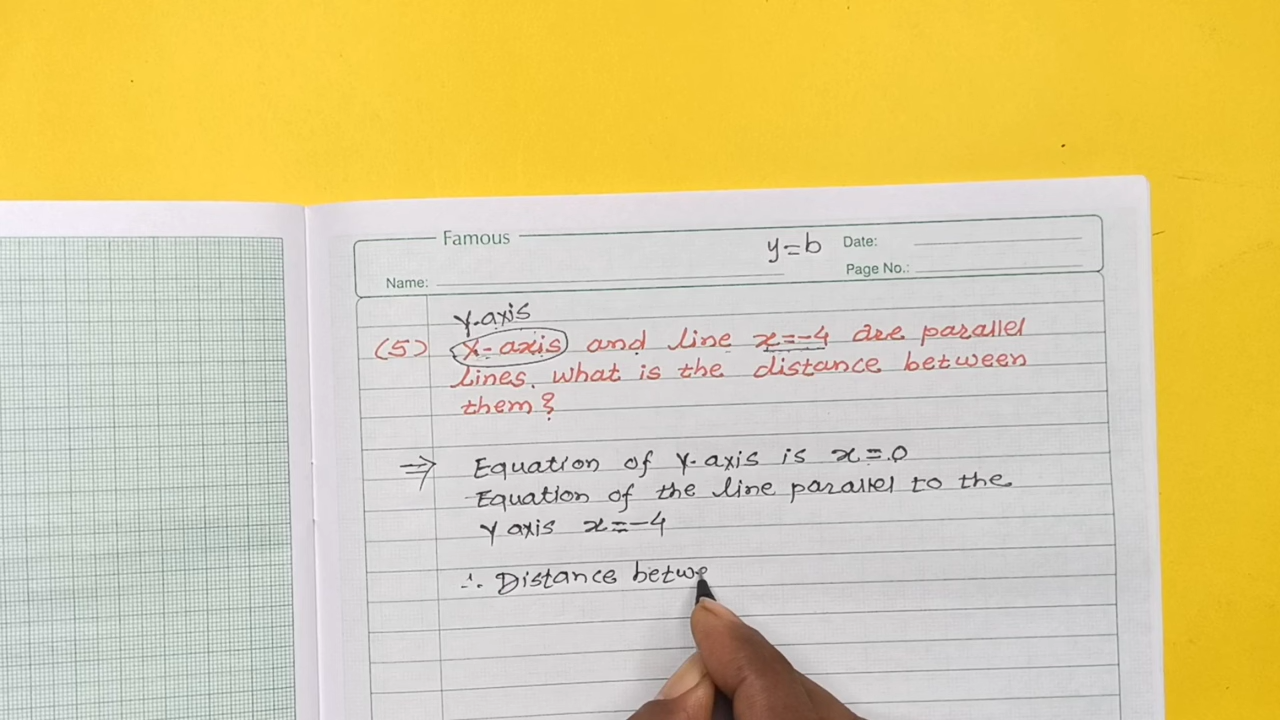 Famous
y=b
Date:
Page No.:
Name:
Y-axis
(5) X-axis and line x=-4 are parallel
lines. What is the distance between
them?
⇒ Equation of Y-axis is x=0
Equation of the line parallel to the
Y axis x=-4
∴ Distance betwe